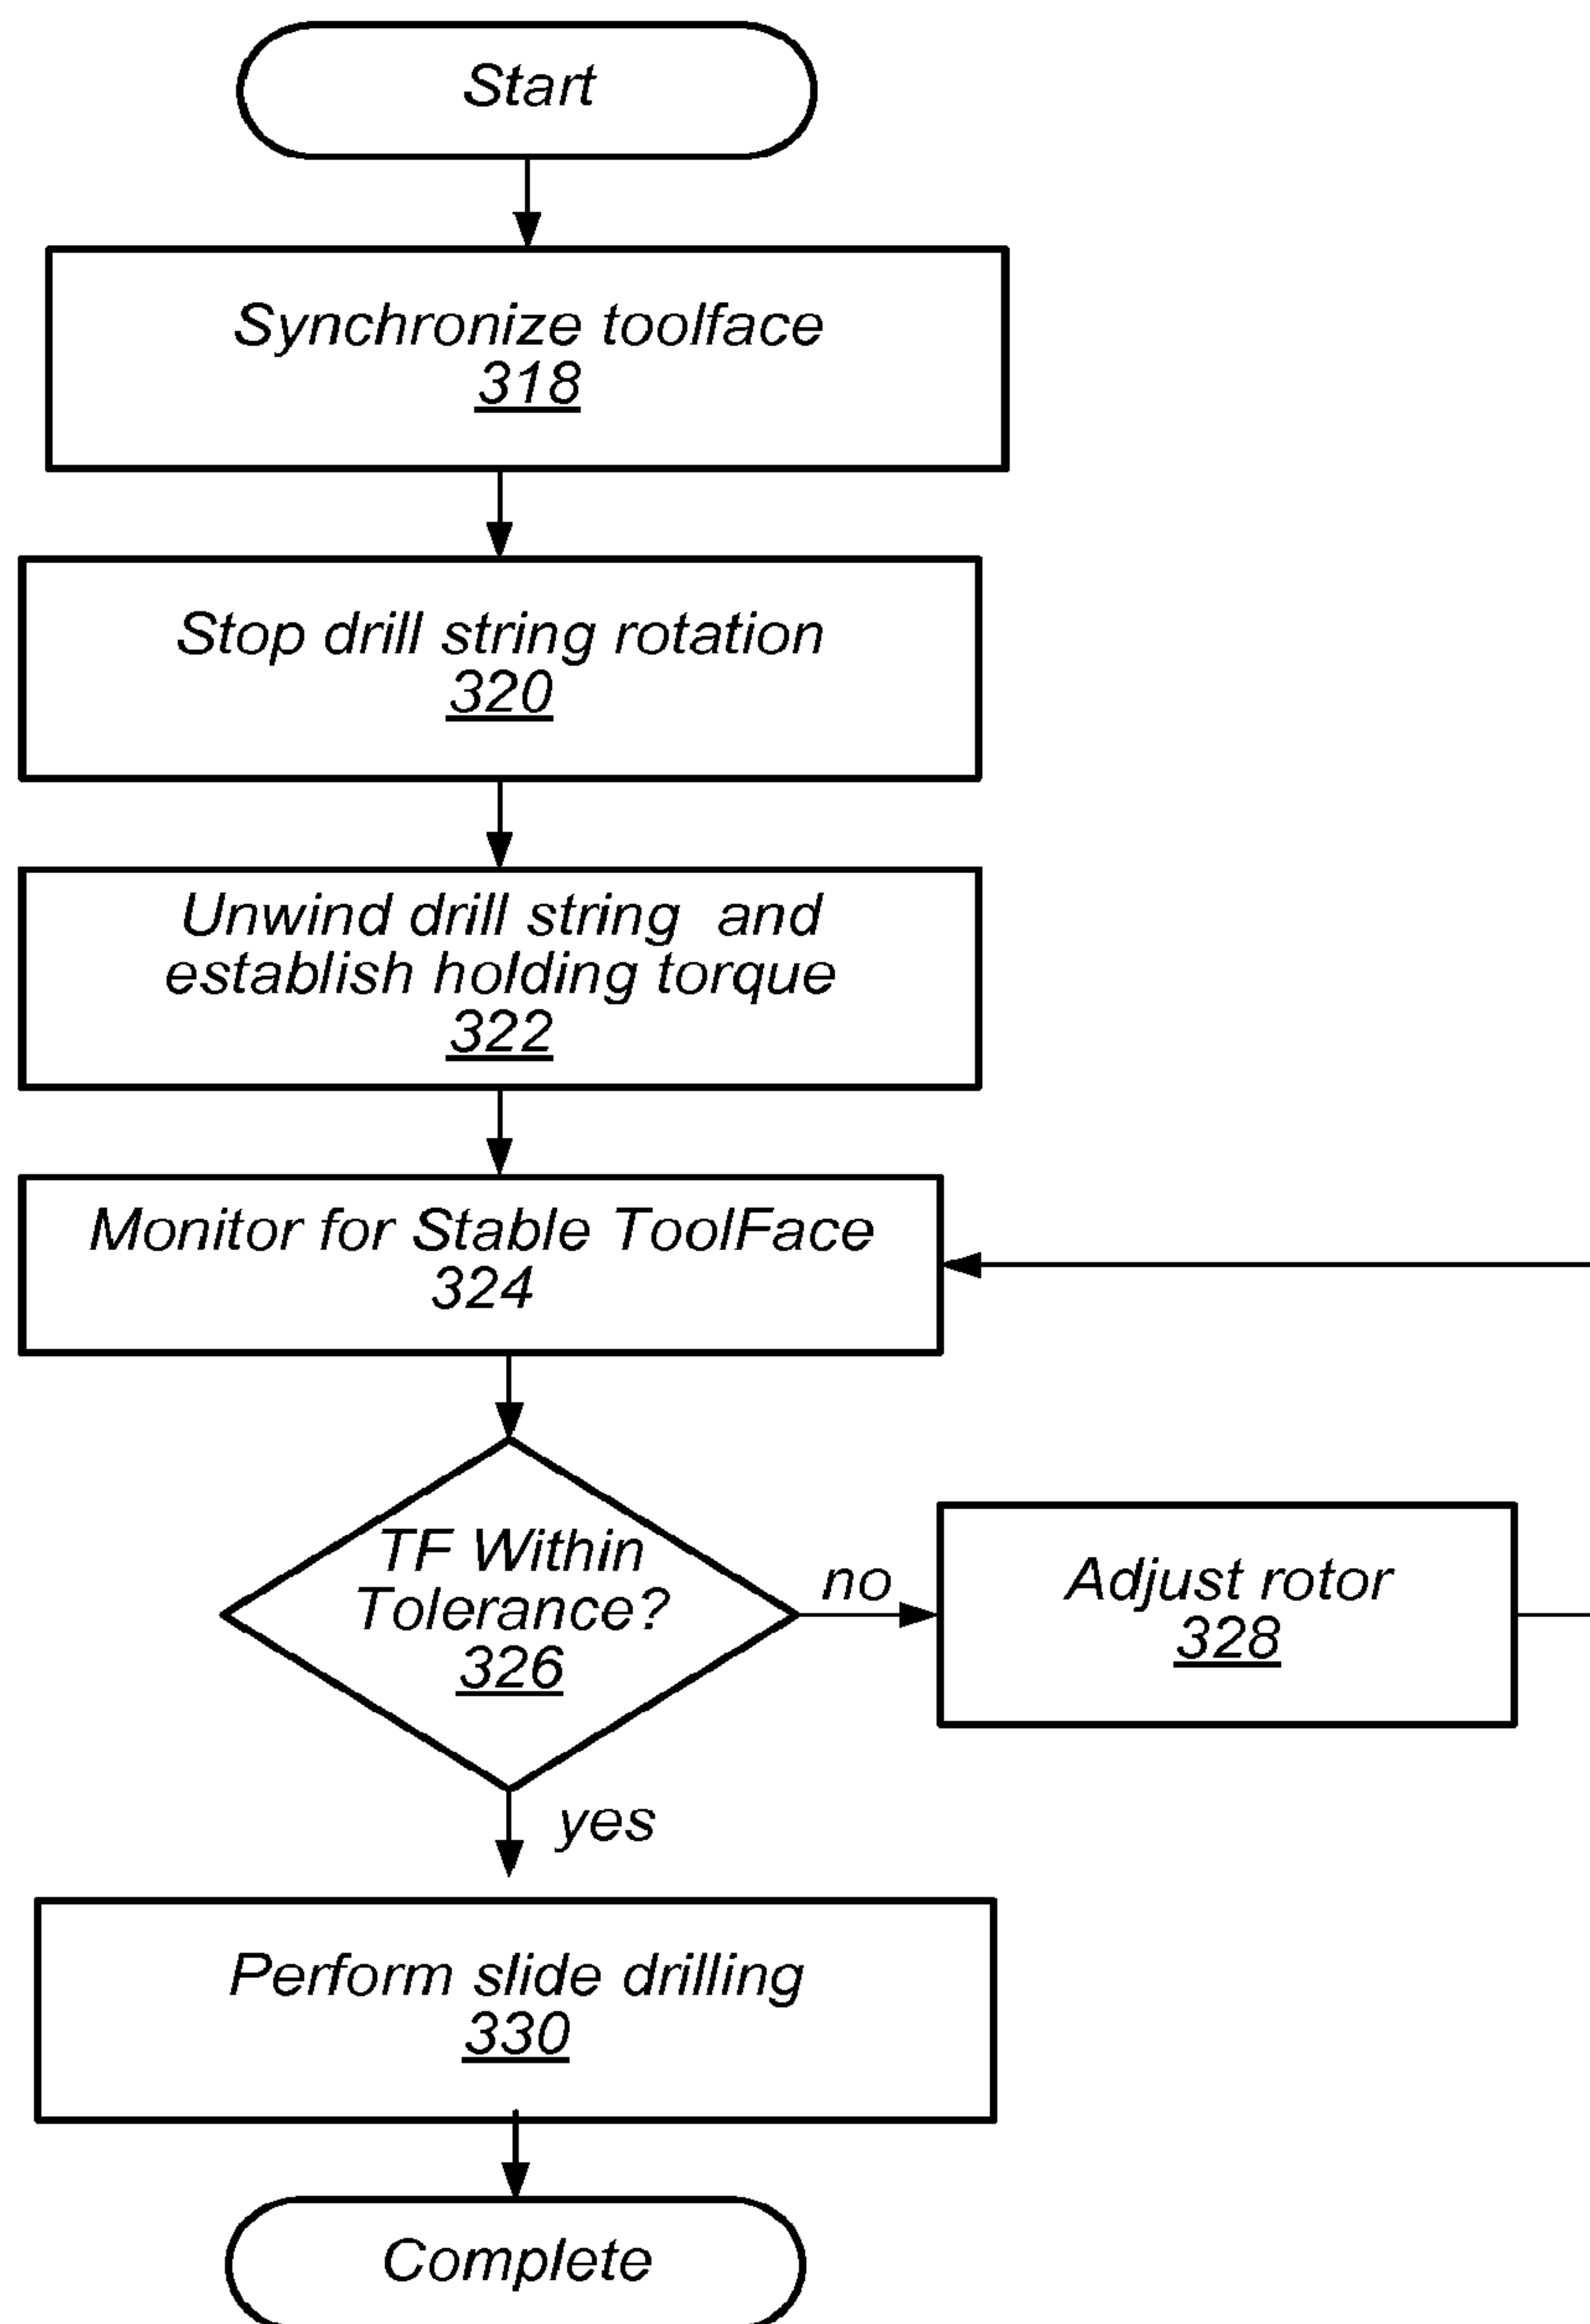 Start
Synchronize toolface
318
Stop drill string rotation
320
Unwind drill string and
establish holding torque
322
Monitor for Stable ToolFace
324
TF Within
Tolerance?
326
no
Adjust rotor
328
yes
Perform slide drilling
330
Complete